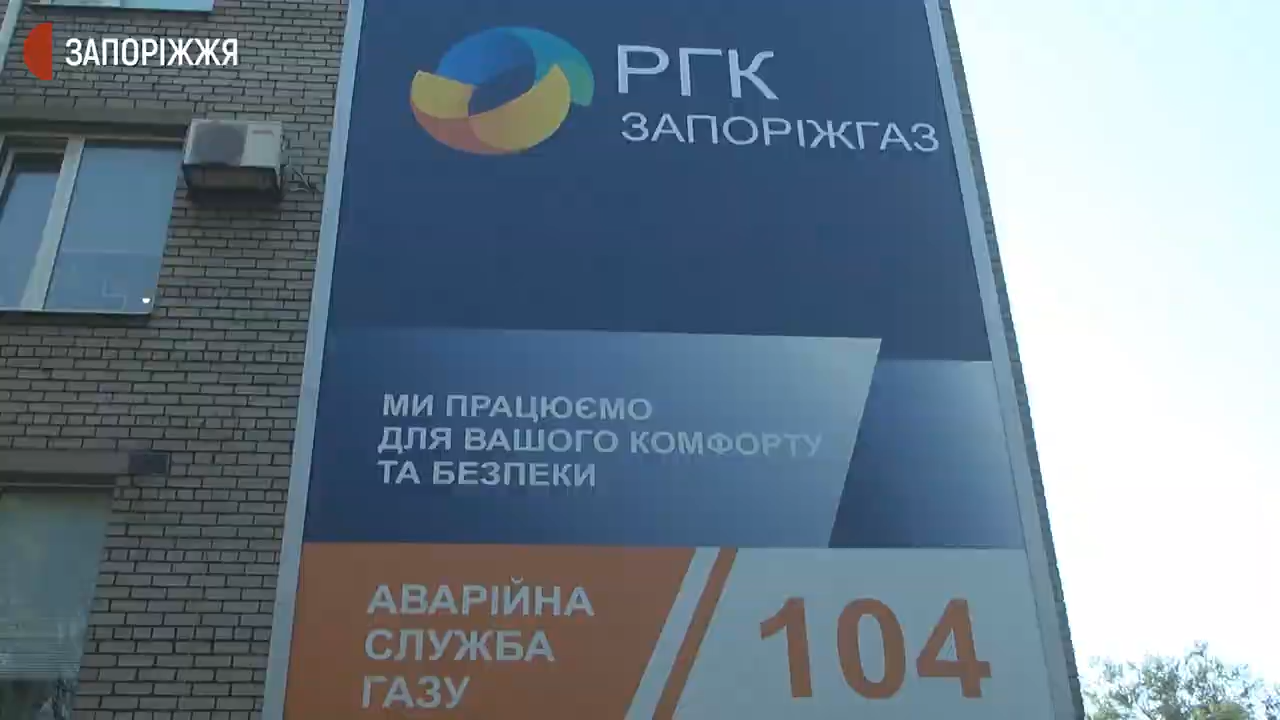 ЗАПОРІЖЖЯ
РГК
ЗАПОРІЖГАЗ
МИ ПРАЦЮЄМО
ДЛЯ ВАШОГО КОМФОРТУ
ТА БЕЗПЕКИ
АВАРІЙНА
СЛУЖБА
ГАЗУ
104